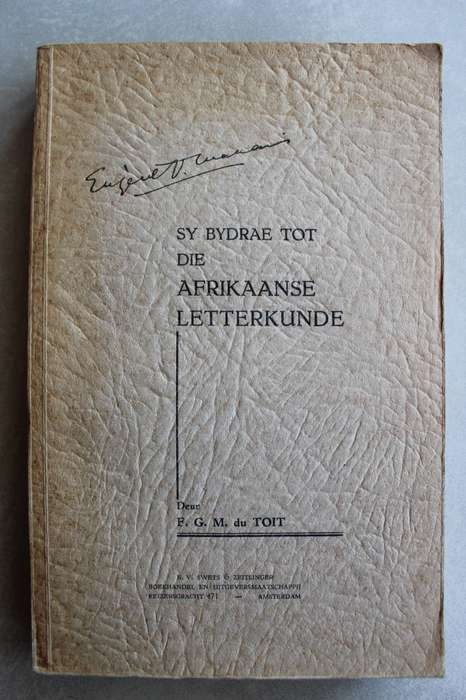 Eugène N. Marais
SY BYDRAE TOT
DIE
AFRIKAANSE
LETTERKUNDE
Deur
F. G. M. du TOIT
N. V. SWETS & ZEITLINGER
BOEKHANDEL EN UITGEVERSMAATSCHAPPIJ
KEIZERSGRACHT 471 — AMSTERDAM